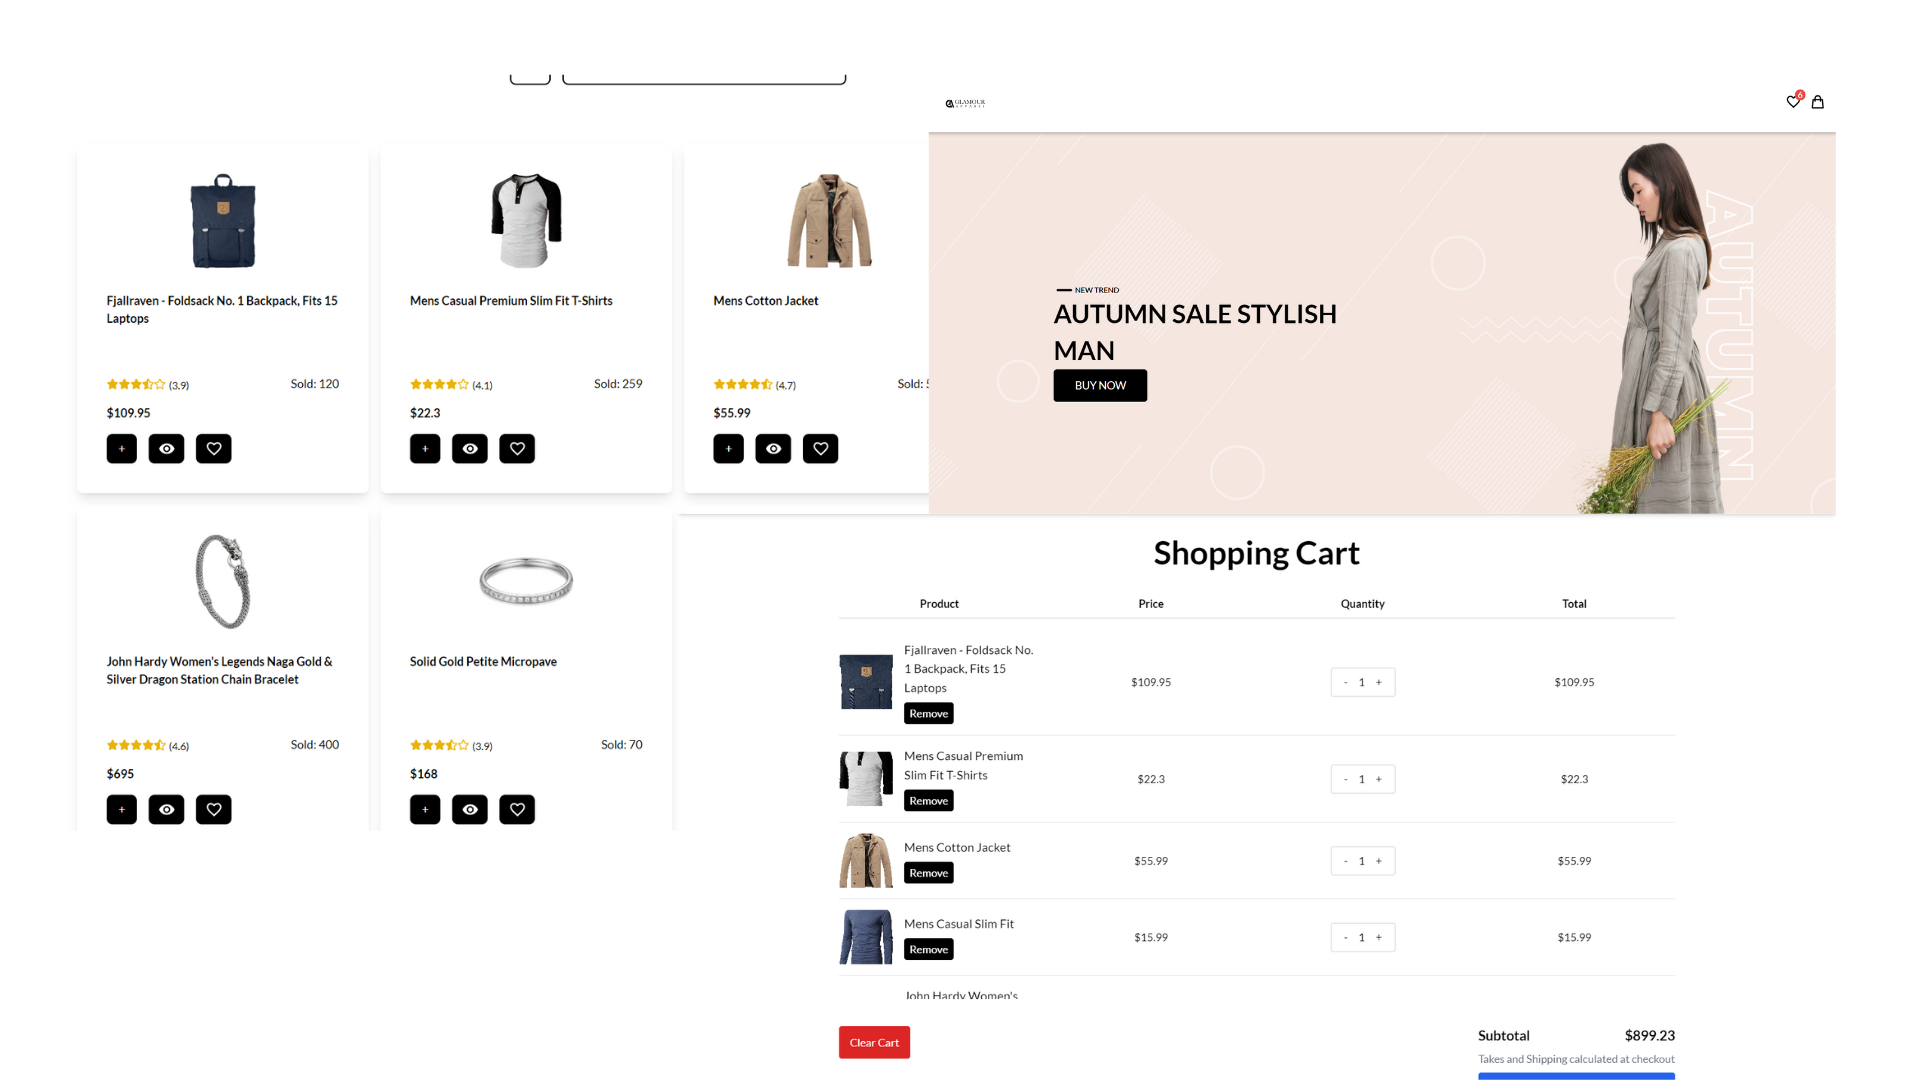 Fjallraven - Foldsack No. 1 Backpack, Fits 15
Laptops
(3.9)
Sold: 120
$109.95
+
Mens Casual Premium Slim Fit T-Shirts
(4.1)
Sold: 259
$22.3
+
Mens Cotton Jacket
(4.7)
Sold:
$55.99
+
John Hardy Women's Legends Naga Gold &
Silver Dragon Station Chain Bracelet
(4.6)
Sold: 400
$695
+
Solid Gold Petite Micropave
(3.9)
Sold: 70
$168
+
GLAMOUR
APPAREL
6
NEW TREND
AUTUMN SALE STYLISH
MAN
BUY NOW
AUTUMN
Shopping Cart
Product Price Quantity Total
Fjallraven - Foldsack No.
1 Backpack, Fits 15
Laptops
Remove
$109.95 - 1 + $109.95
Mens Casual Premium
Slim Fit T-Shirts
Remove
$22.3 - 1 + $22.3
Mens Cotton Jacket
Remove
$55.99 - 1 + $55.99
Mens Casual Slim Fit
Remove
$15.99 - 1 + $15.99
John Hardy Women's
Clear Cart
Subtotal $899.23
Takes and Shipping calculated at checkout